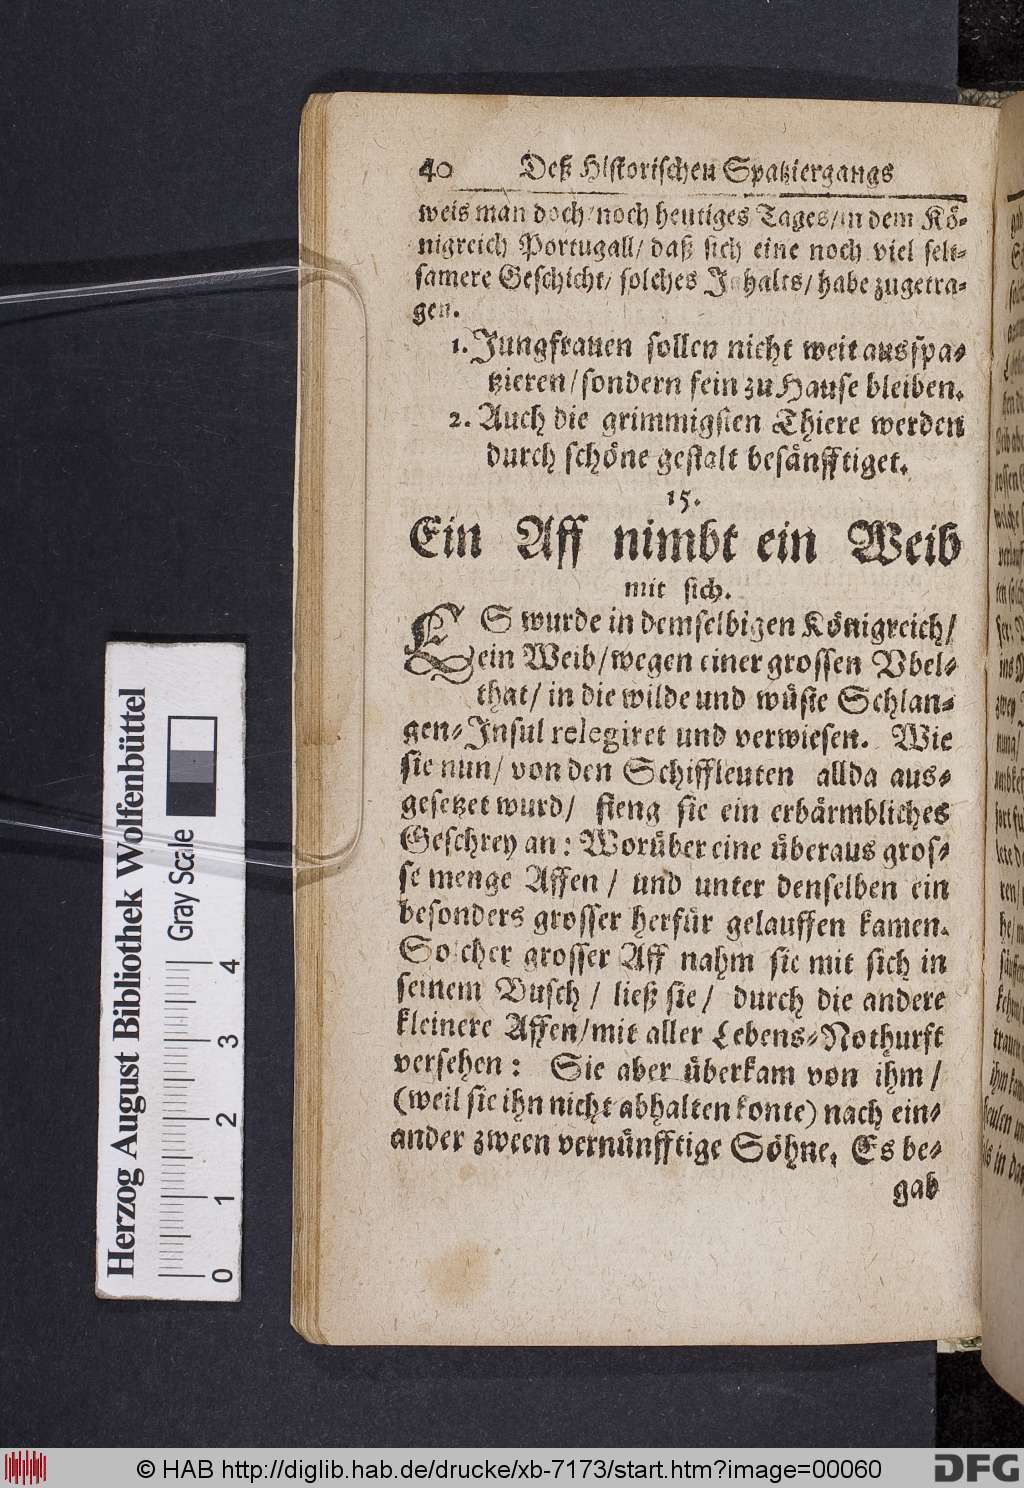 40 Deß Historischen Spatziergangs
weis man doch/noch heutiges Tages/in dem Kö-
nigreich Portugall/ daß sich eine noch viel selt-
samere Geschicht/ solches Inhalts/ habe zugetra-
gen.
1. Jungfrauen sollen nicht weit ausspa-
tzieren/sondern fein zu Hause bleiben.
2. Auch die grimmigsten Thiere werden
durch schöne gestalt besänfftiget.
15.
Ein Aff nimbt ein Weib
mit sich.
ES wurde in demselbigen Königreich/
ein Weib/wegen einer grossen Vbel-
that/ in die wilde und wüste Schlan-
gen-Insul relegiret und verwiesen. Wie
sie nun/ von den Schiffleuten allda aus-
gesetzet wurd/ fieng sie ein erbärmbliches
Geschrey an: Worüber eine überaus gros-
se menge Affen/ und unter denselben ein
besonders grosser herfür gelauffen kamen.
Solcher grosser Aff nahm sie mit sich in
seinem Busch/ ließ sie/ durch die andere
kleinere Affen/mit aller Lebens-Nothurft
versehen: Sie aber überkam von ihm/
(weil sie ihn nicht abhalten konte) nach ein-
ander zween vernünfftige Söhne. Es be-
gab
Herzog August Bibliothek Wolfenbüttel
Gray Scale
0 1 2 3 4
© HAB http://diglib.hab.de/drucke/xb-7173/start.htm?image=00060
DFG